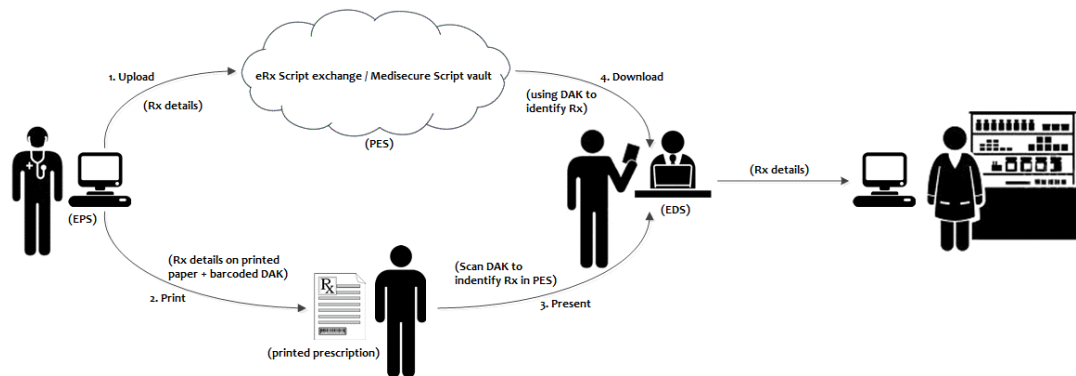 1. Upload
(Rx details)
eRx Script exchange / Medisecure Script vault
(PES)
4. Download
(using DAK to
identify Rx)
(EPS)
(EDS)
(Rx details)
(Rx details on printed
paper + barcoded DAK)
2. Print
Rx
(printed prescription)
(Scan DAK to
indentify Rx in PES)
3. Present